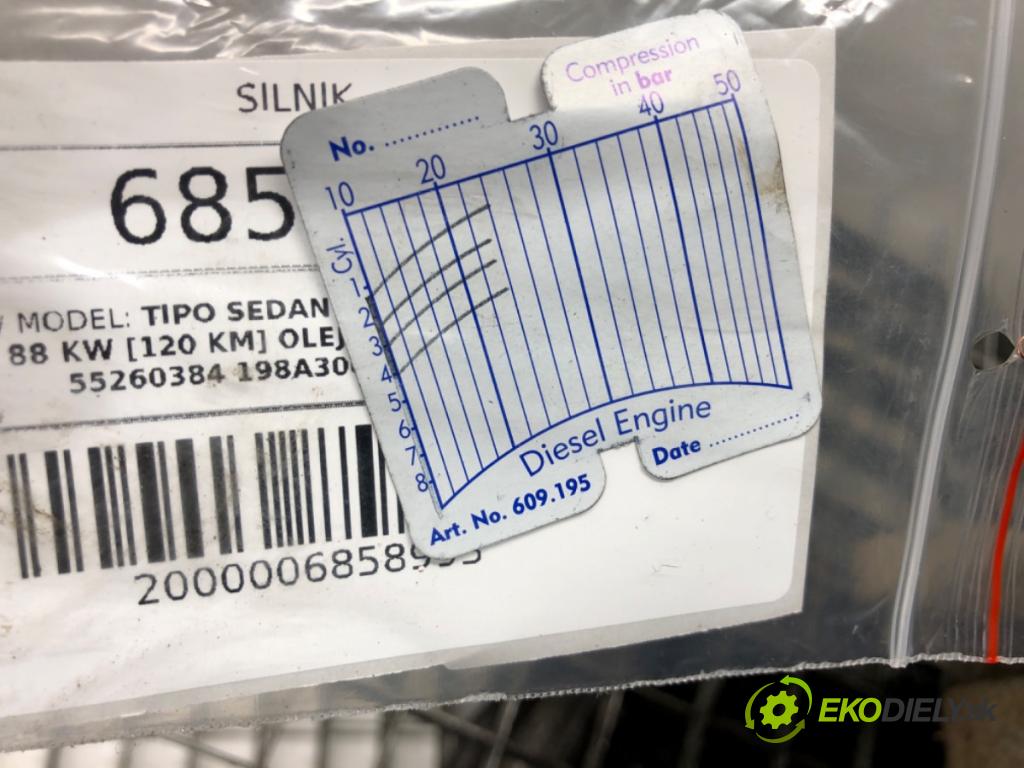 SILNIK
685
MODEL: TIPO SEDAN
88 KW [120 KM] OLEJ
55260384 198A30
2000006858
No. ..............
Compression
in bar
10 20 30 40 50
Cyl.
1
2
3
4
5
6
7
8
Diesel Engine
Art. No. 609.195
Date ..............
EKODIELY.sk